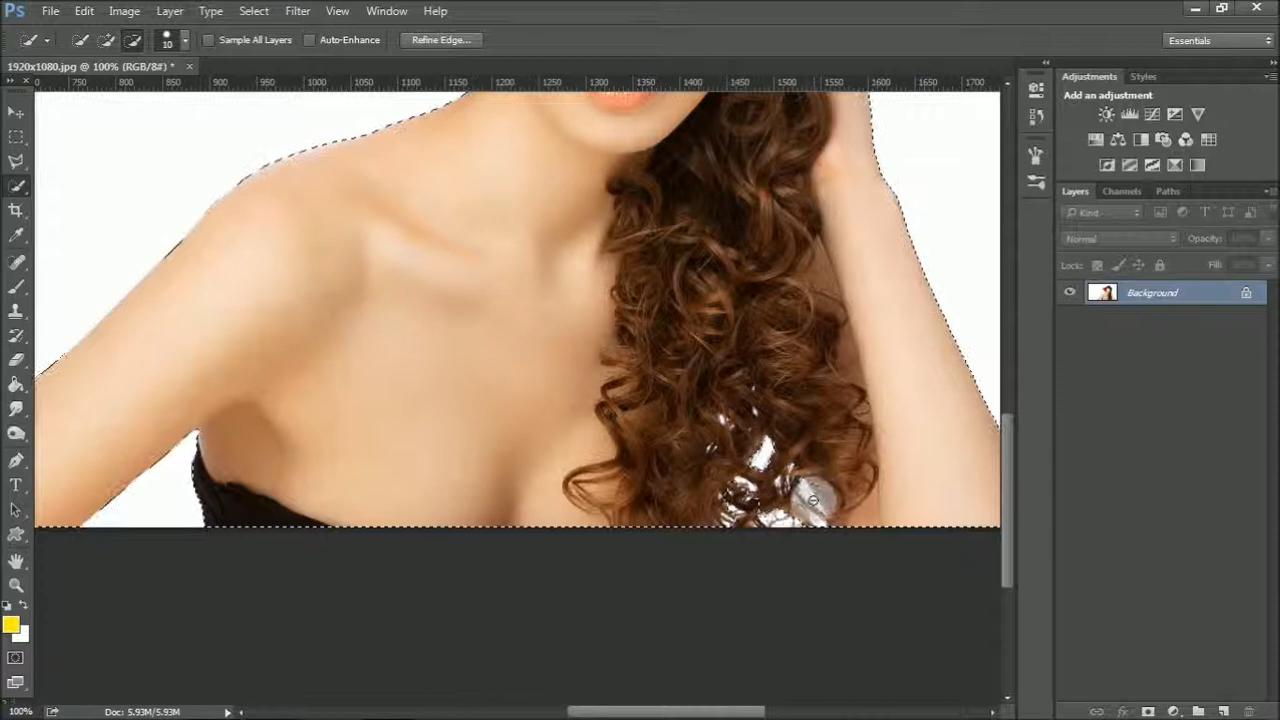 Ps File Edit Image Layer Type Select Filter View Window Help
10 Sample All Layers Auto-Enhance Refine Edge... Essentials
1920x1080.jpg @ 100% (RGB/8#) * ×
750 800 850 900 950 1000 1050 1100 1150 1200 1250 1300 1350 1400 1450 1500 1550 1600 1650 1700
Adjustments Styles
Add an adjustment
Layers Channels Paths
Kind
Normal Opacity:
Lock: Fill:
Background
100% Doc: 5.93M/5.93M